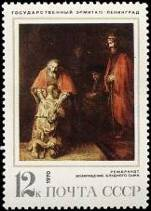 ГОСУДАРСТВЕННЫЙ ЭРМИТАЖ ЛЕНИНГРАД
РЕМБРАНДТ
ВОЗВРАЩЕНИЕ БЛУДНОГО СЫНА
12К 1970 ПОЧТА СССР